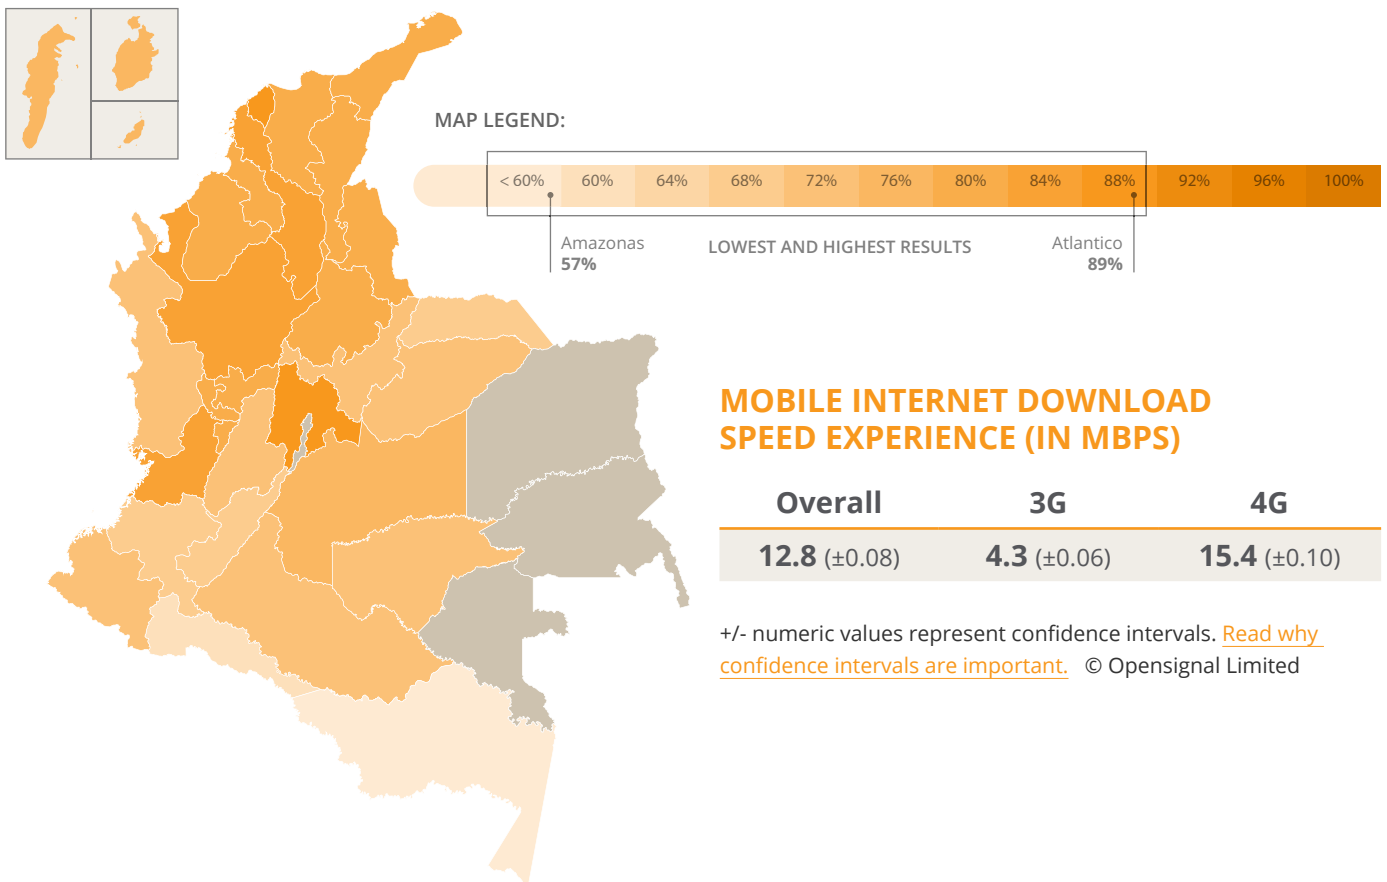 MAP LEGEND:
< 60% 60% 64% 68% 72% 76% 80% 84% 88% 92% 96% 100%
Amazonas
57%
LOWEST AND HIGHEST RESULTS
Atlantico
89%
MOBILE INTERNET DOWNLOAD
SPEED EXPERIENCE (IN MBPS)
Overall 3G 4G
12.8 (±0.08) 4.3 (±0.06) 15.4 (±0.10)
+/- numeric values represent confidence intervals. Read why
confidence intervals are important. © Opensignal Limited